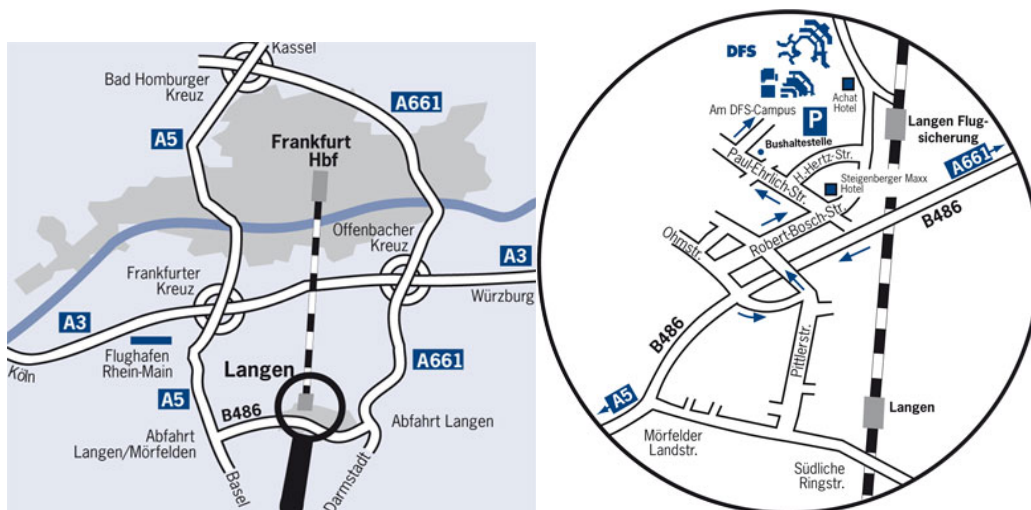 Kassel
Bad Homburger
Kreuz
A661
A5
Frankfurt
Hbf
Offenbacher
Kreuz
A3
Frankfurter
Kreuz
Würzburg
A3
Köln
Flughafen
Rhein-Main
Langen
A661
A5
B486
Abfahrt Langen
Abfahrt
Langen/Mörfelden
Basel
Darmstadt
DFS
Achat
Hotel
Am DFS-Campus
P
Langen Flug-
sicherung
Bushaltestelle
A661
H.-Hertz-Str.
Paul-Ehrlich-Str.
Steigenberger Maxx
Hotel
B486
Robert-Bosch-Str.
Ohmstr.
B486
Pittlerstr.
A5
Langen
Mörfelder
Landstr.
Südliche
Ringstr.